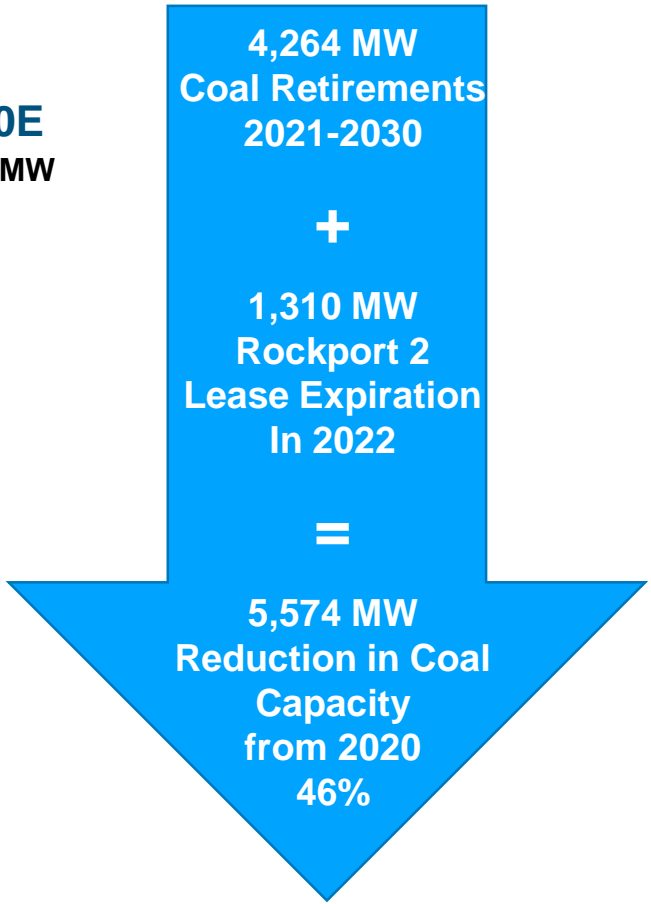 0E
MW
4,264 MW
Coal Retirements
2021-2030
+
1,310 MW
Rockport 2
Lease Expiration
In 2022
=
5,574 MW
Reduction in Coal
Capacity
from 2020
46%